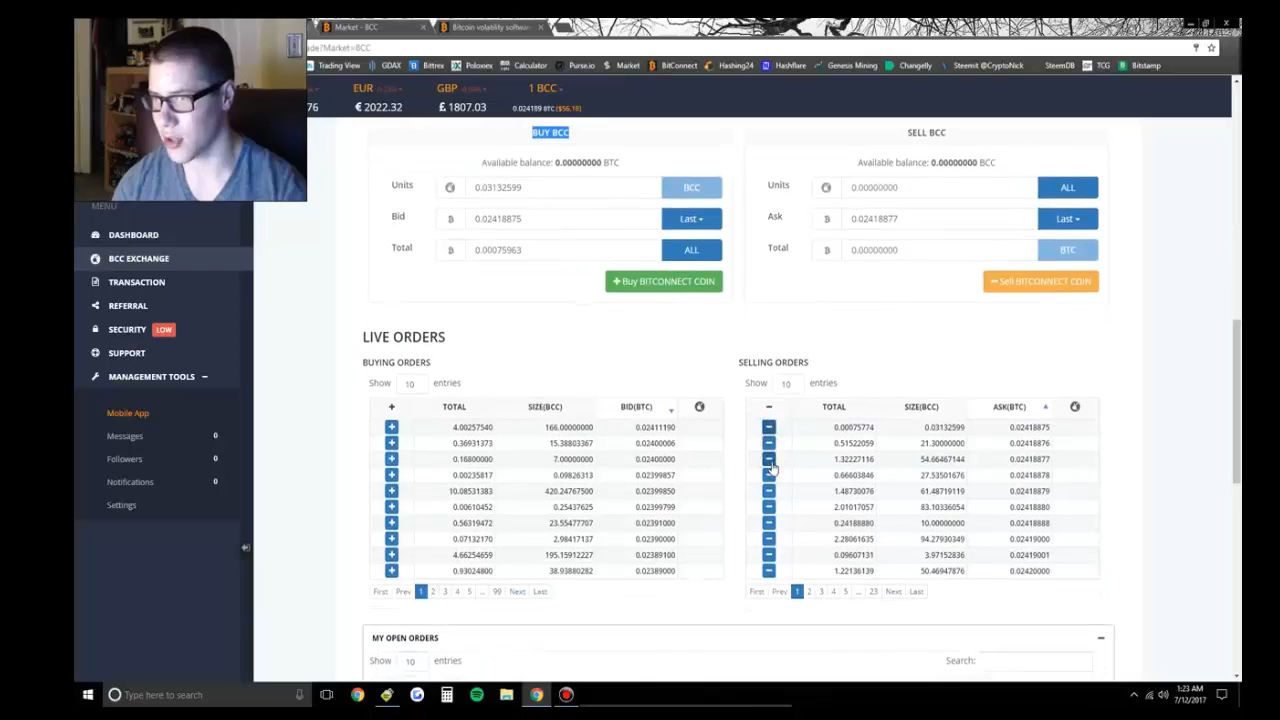 Market - BCC
Bitcoin volatility softwar
ade?Market=BCC
Trading View GDAX Bittrex Poloniex Calculator Purse.io Market BitConnect Hashing24 Hashflare Genesis Mining Changelly Steemit @CryptoNick SteemDB TCG Bitstamp
EUR GBP 1 BCC
76 € 2022.32 £ 1807.03 0.024189 BTC ($56.18)
BUY BCC
Available balance: 0.00000000 BTC
Units 0.03132599 BCC
Bid 0.02418875 Last
Total 0.00075963 ALL
+ Buy BITCONNECT COIN
SELL BCC
Available balance: 0.00000000 BCC
Units 0.00000000 ALL
Ask 0.02418877 Last
Total 0.00000000 BTC
− Sell BITCONNECT COIN
MENU
DASHBOARD
BCC EXCHANGE
TRANSACTION
REFERRAL
SECURITY LOW
SUPPORT
MANAGEMENT TOOLS −
Mobile App
Messages 0
Followers 0
Notifications 0
Settings
LIVE ORDERS
BUYING ORDERS
Show 10 entries
+ TOTAL SIZE(BCC) BID(BTC)
+ 4.00257540 166.00000000 0.02411190
+ 0.36931373 15.38803367 0.02400006
+ 0.16800000 7.00000000 0.02400000
+ 0.00235817 0.09826313 0.02399857
+ 10.08531383 420.24767500 0.02399850
+ 0.00610452 0.25437625 0.02399799
+ 0.56319472 23.55477707 0.02391000
+ 0.07132170 2.98417137 0.02390000
+ 4.66254659 195.15912227 0.02389100
+ 0.93024800 38.93880282 0.02389000
First Prev 1 2 3 4 5 ... 99 Next Last
SELLING ORDERS
Show 10 entries
− TOTAL SIZE(BCC) ASK(BTC)
− 0.00075774 0.03132599 0.02418875
− 0.51522059 21.30000000 0.02418876
− 1.32227116 54.66467144 0.02418877
− 0.66603846 27.53501676 0.02418878
− 1.48730076 61.48719119 0.02418879
− 2.01017057 83.10336054 0.02418880
− 0.24188880 10.00000000 0.02418888
− 2.28061635 94.27930349 0.02419000
− 0.09607131 3.97152836 0.02419001
− 1.22136139 50.46947876 0.02420000
First Prev 1 2 3 4 5 ... 23 Next Last
MY OPEN ORDERS −
Show 10 entries Search:
Type here to search
1:23 AM
7/12/2017